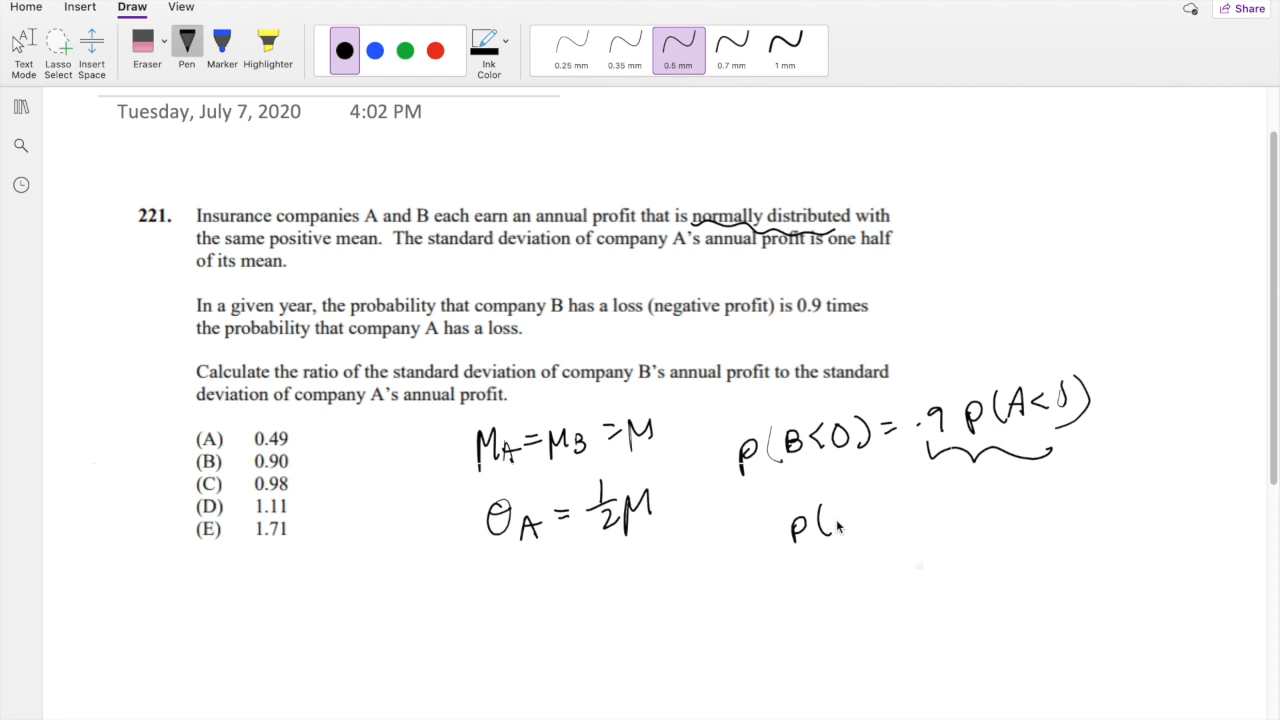 Home Insert Draw View Share
Text Mode Lasso Select Insert Space Eraser Pen Marker Highlighter Ink Color 0.25 mm 0.35 mm 0.5 mm 0.7 mm 1 mm
Tuesday, July 7, 2020 4:02 PM
221. Insurance companies A and B each earn an annual profit that is normally distributed with
the same positive mean. The standard deviation of company A's annual profit is one half
of its mean.
In a given year, the probability that company B has a loss (negative profit) is 0.9 times
the probability that company A has a loss.
Calculate the ratio of the standard deviation of company B's annual profit to the standard
deviation of company A's annual profit.
(A) 0.49
(B) 0.90
(C) 0.98
(D) 1.11
(E) 1.71
μA = μB = μ
σA = 1/2 μ
P(B<0) = .9 P(A<0)
P(